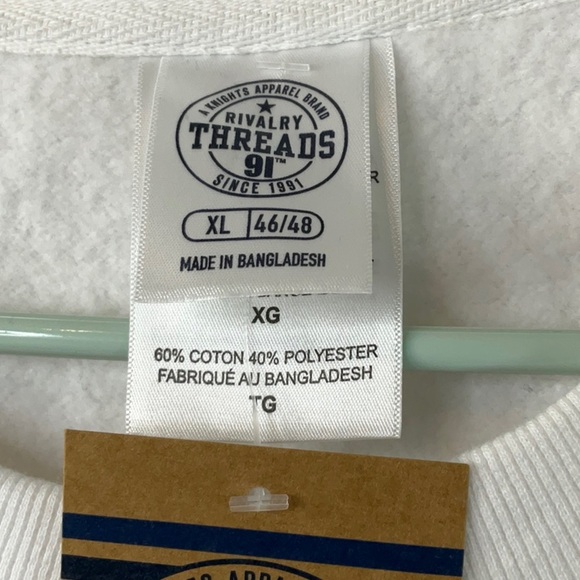 A KNIGHTS APPAREL BRAND
RIVALRY
THREADS
91™
SINCE 1991
XL 46/48
MADE IN BANGLADESH
R
XG
60% COTON 40% POLYESTER
FABRIQUÉ AU BANGLADESH
TG